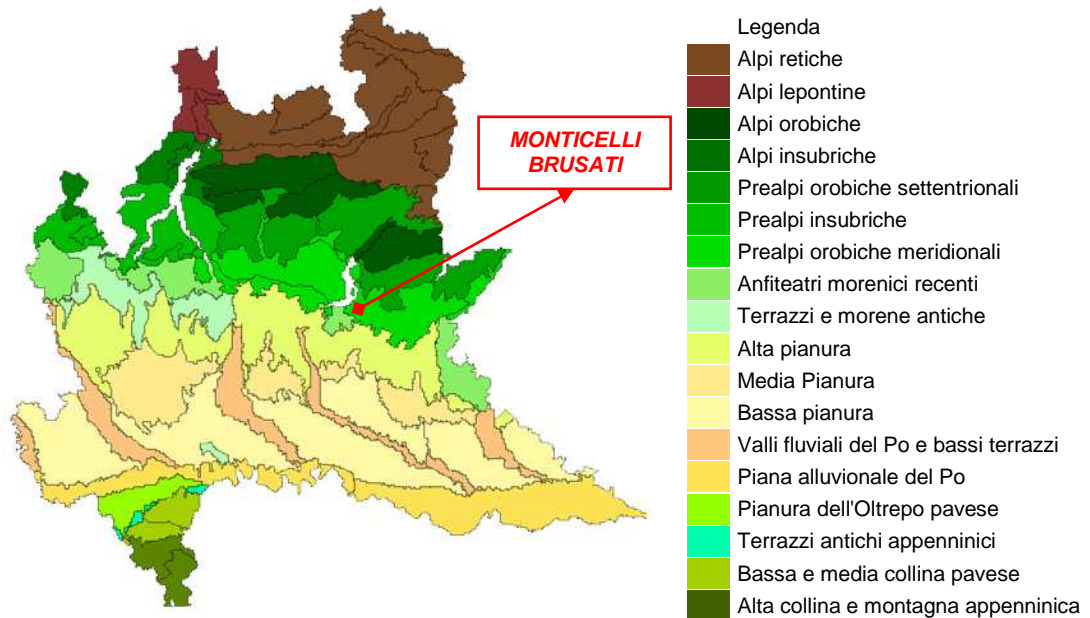 MONTICELLI
BRUSATI
Legenda
Alpi retiche
Alpi lepontine
Alpi orobiche
Alpi insubriche
Prealpi orobiche settentrionali
Prealpi insubriche
Prealpi orobiche meridionali
Anfiteatri morenici recenti
Terrazzi e morene antiche
Alta pianura
Media Pianura
Bassa pianura
Valli fluviali del Po e bassi terrazzi
Piana alluvionale del Po
Pianura dell'Oltrepo pavese
Terrazzi antichi appenninici
Bassa e media collina pavese
Alta collina e montagna appenninica